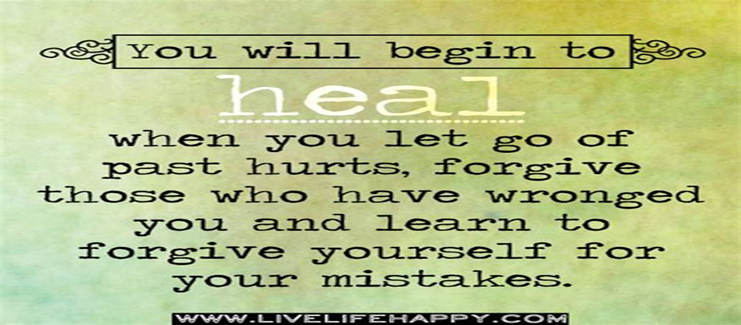 You will begin to
heal
when you let go of
past hurts, forgive
those who have wronged
you and learn to
forgive yourself for
your mistakes.
WWW.LIVELIFEHAPPY.COM